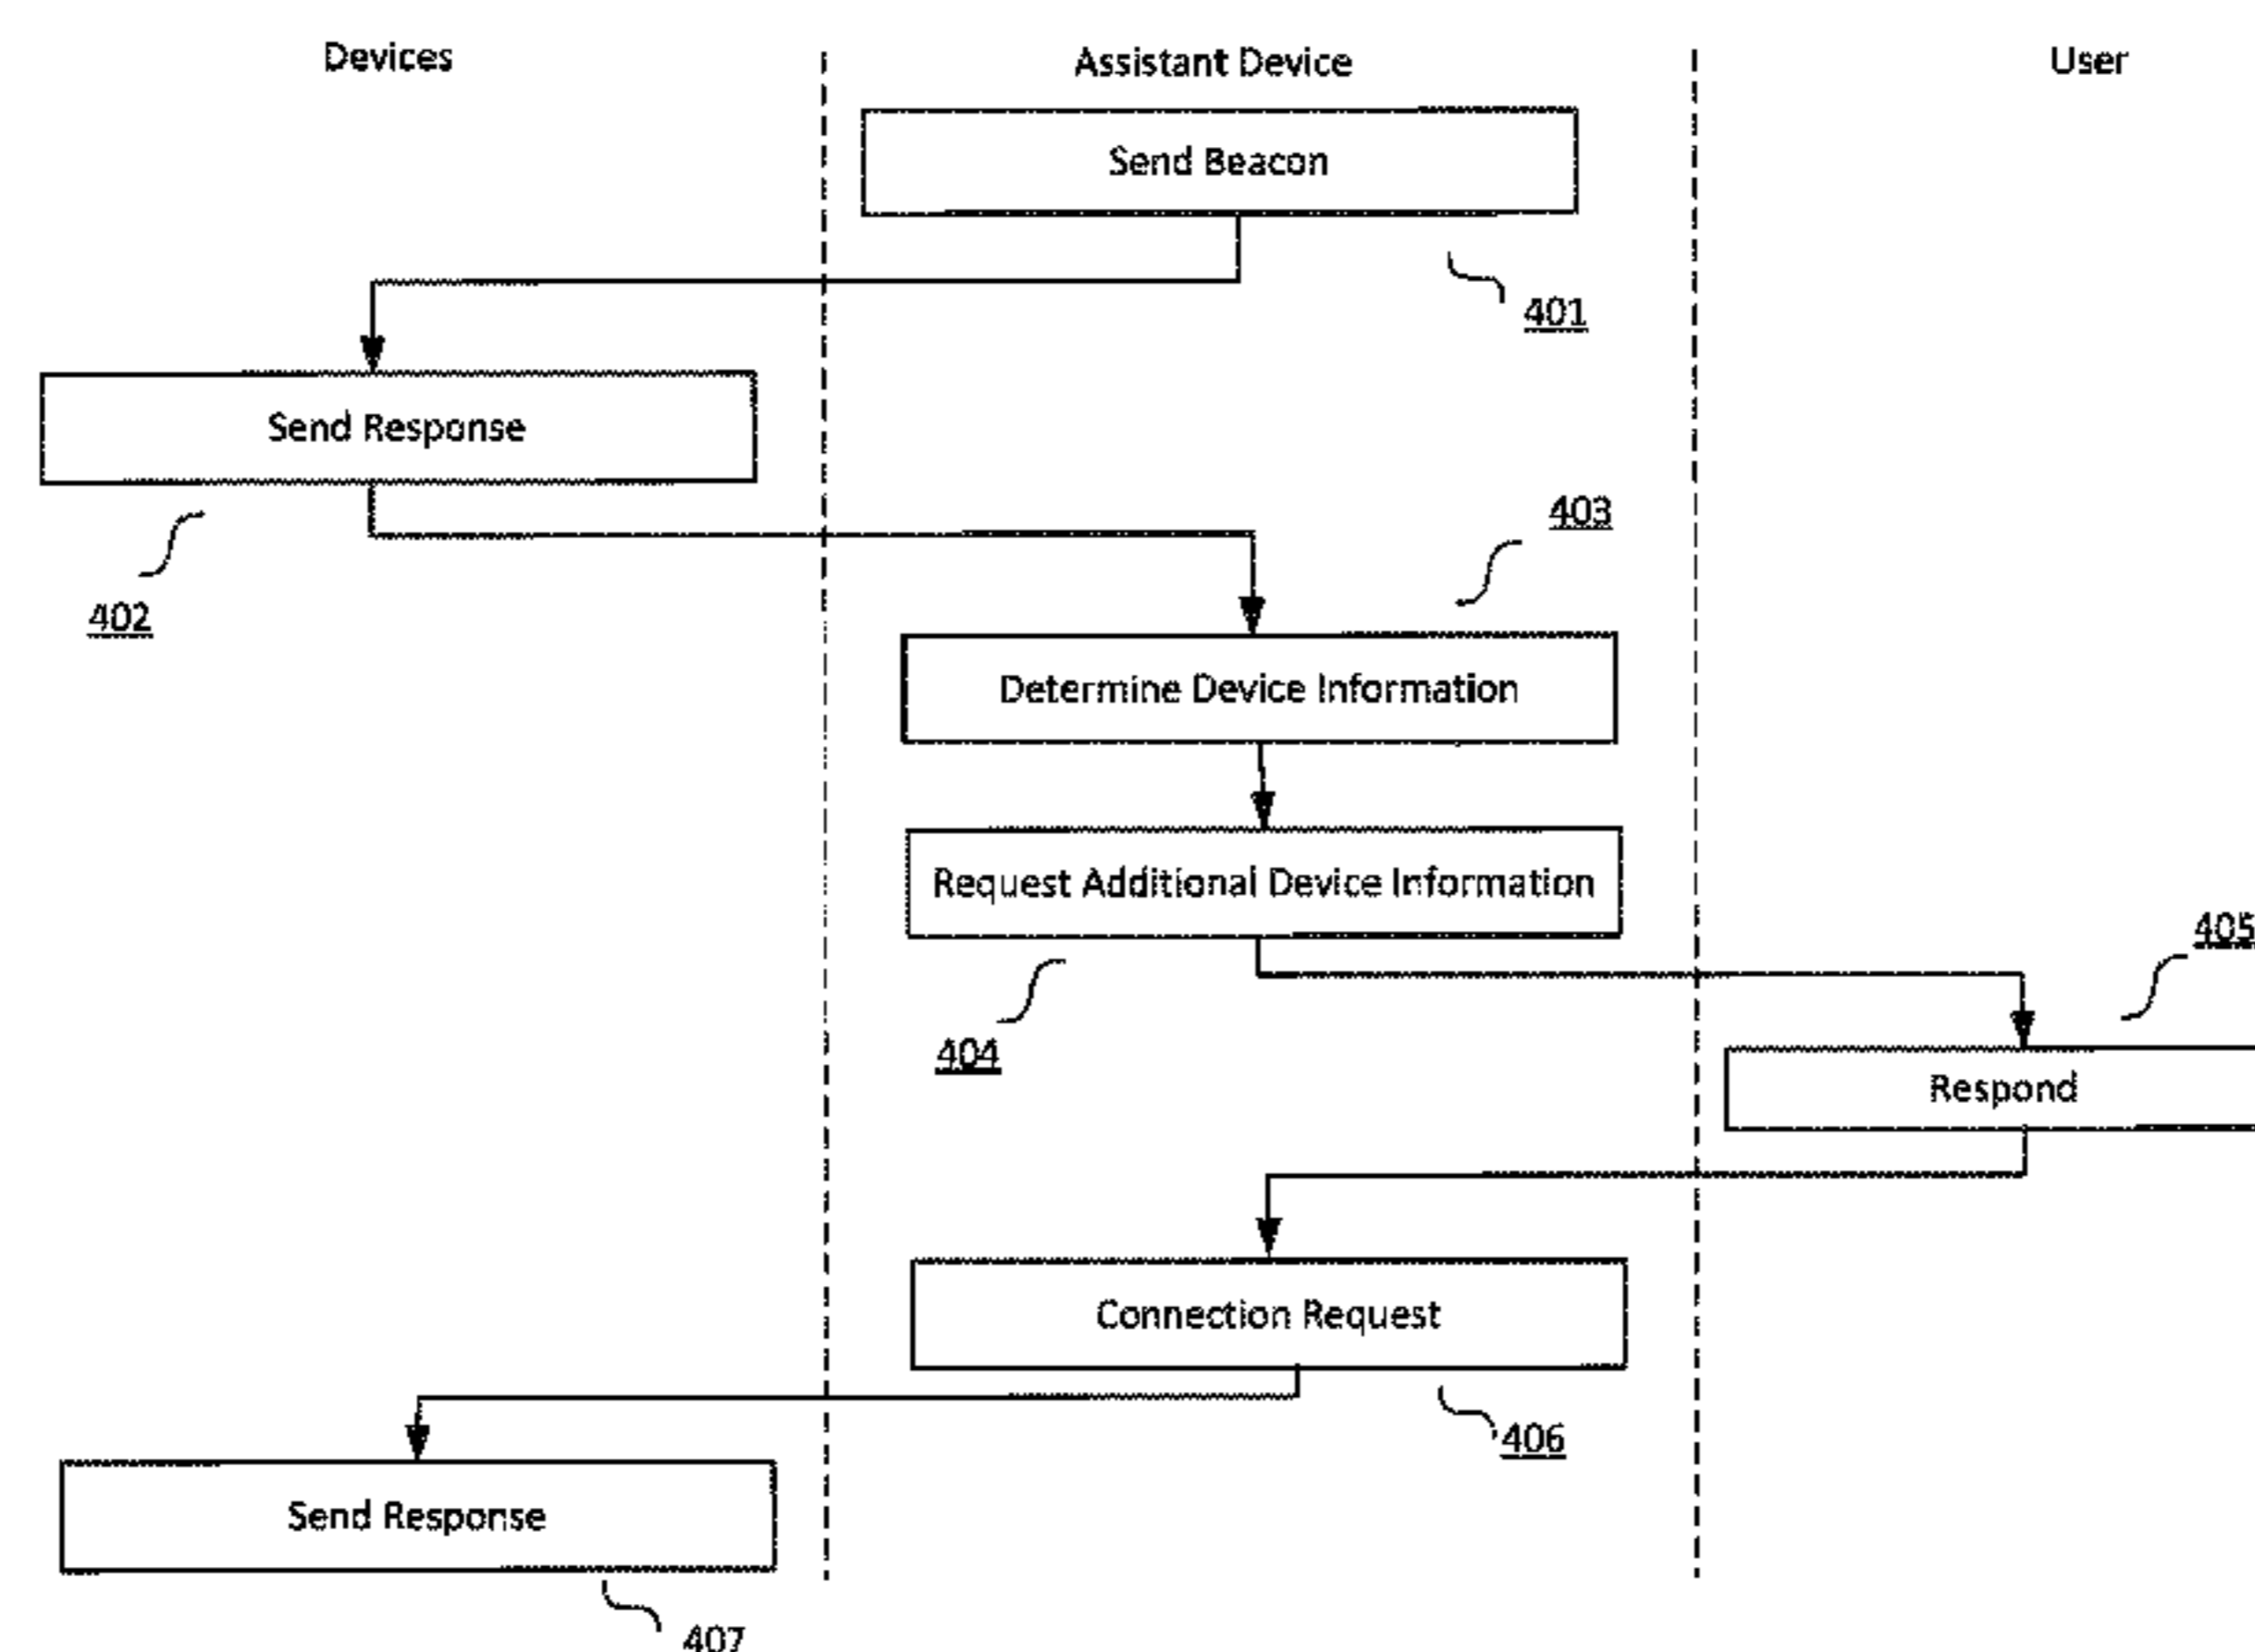 Devices
Assistant Device
User
Send Beacon
401
Send Response
402
403
Determine Device Information
Request Additional Device Information
404
405
Respond
Connection Request
406
Send Response
407